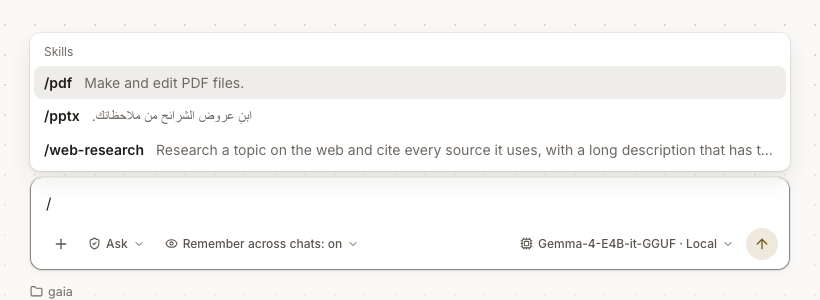 Skills
/pdf Make and edit PDF files.
/pptx ابنِ عروض الشرائح من ملاحظاتك.
/web-research Research a topic on the web and cite every source it uses, with a long description that has t...
/
Ask Remember across chats: on Gemma-4-E4B-it-GGUF · Local
gaia